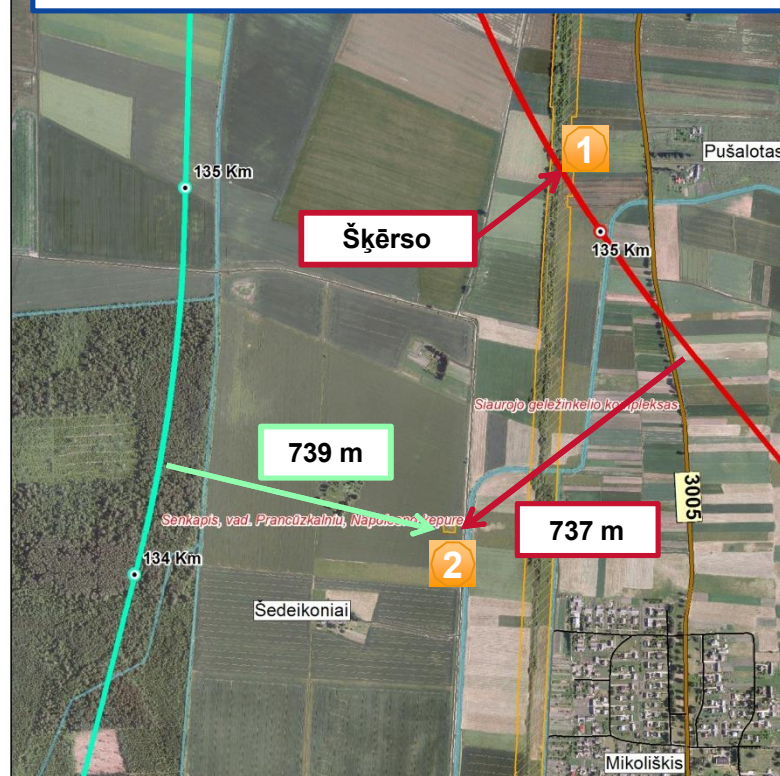 1
135 Km
Pušalotas
Šķērso
135 Km
Siaurojo geležinkelio kompleksas
739 m
3005
Senkapis, vad. Prancūzkalniu, Napoleono kepure
737 m
2
134 Km
Šedeikoniai
Mikoliškis